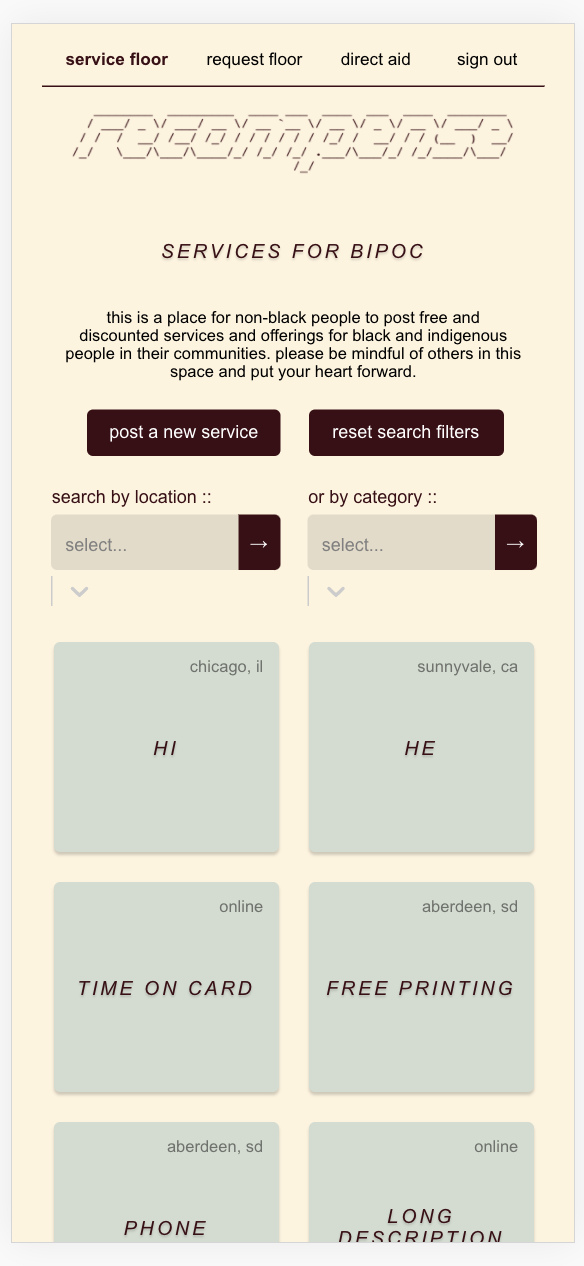 service floor request floor direct aid sign out
recompense
SERVICES FOR BIPOC
this is a place for non-black people to post free and
discounted services and offerings for black and indigenous
people in their communities. please be mindful of others in this
space and put your heart forward.
post a new service reset search filters
search by location :: or by category ::
select... → select... →
chicago, il sunnyvale, ca
HI HE
online aberdeen, sd
TIME ON CARD FREE PRINTING
aberdeen, sd online
PHONE LONG
DESCRIPTION